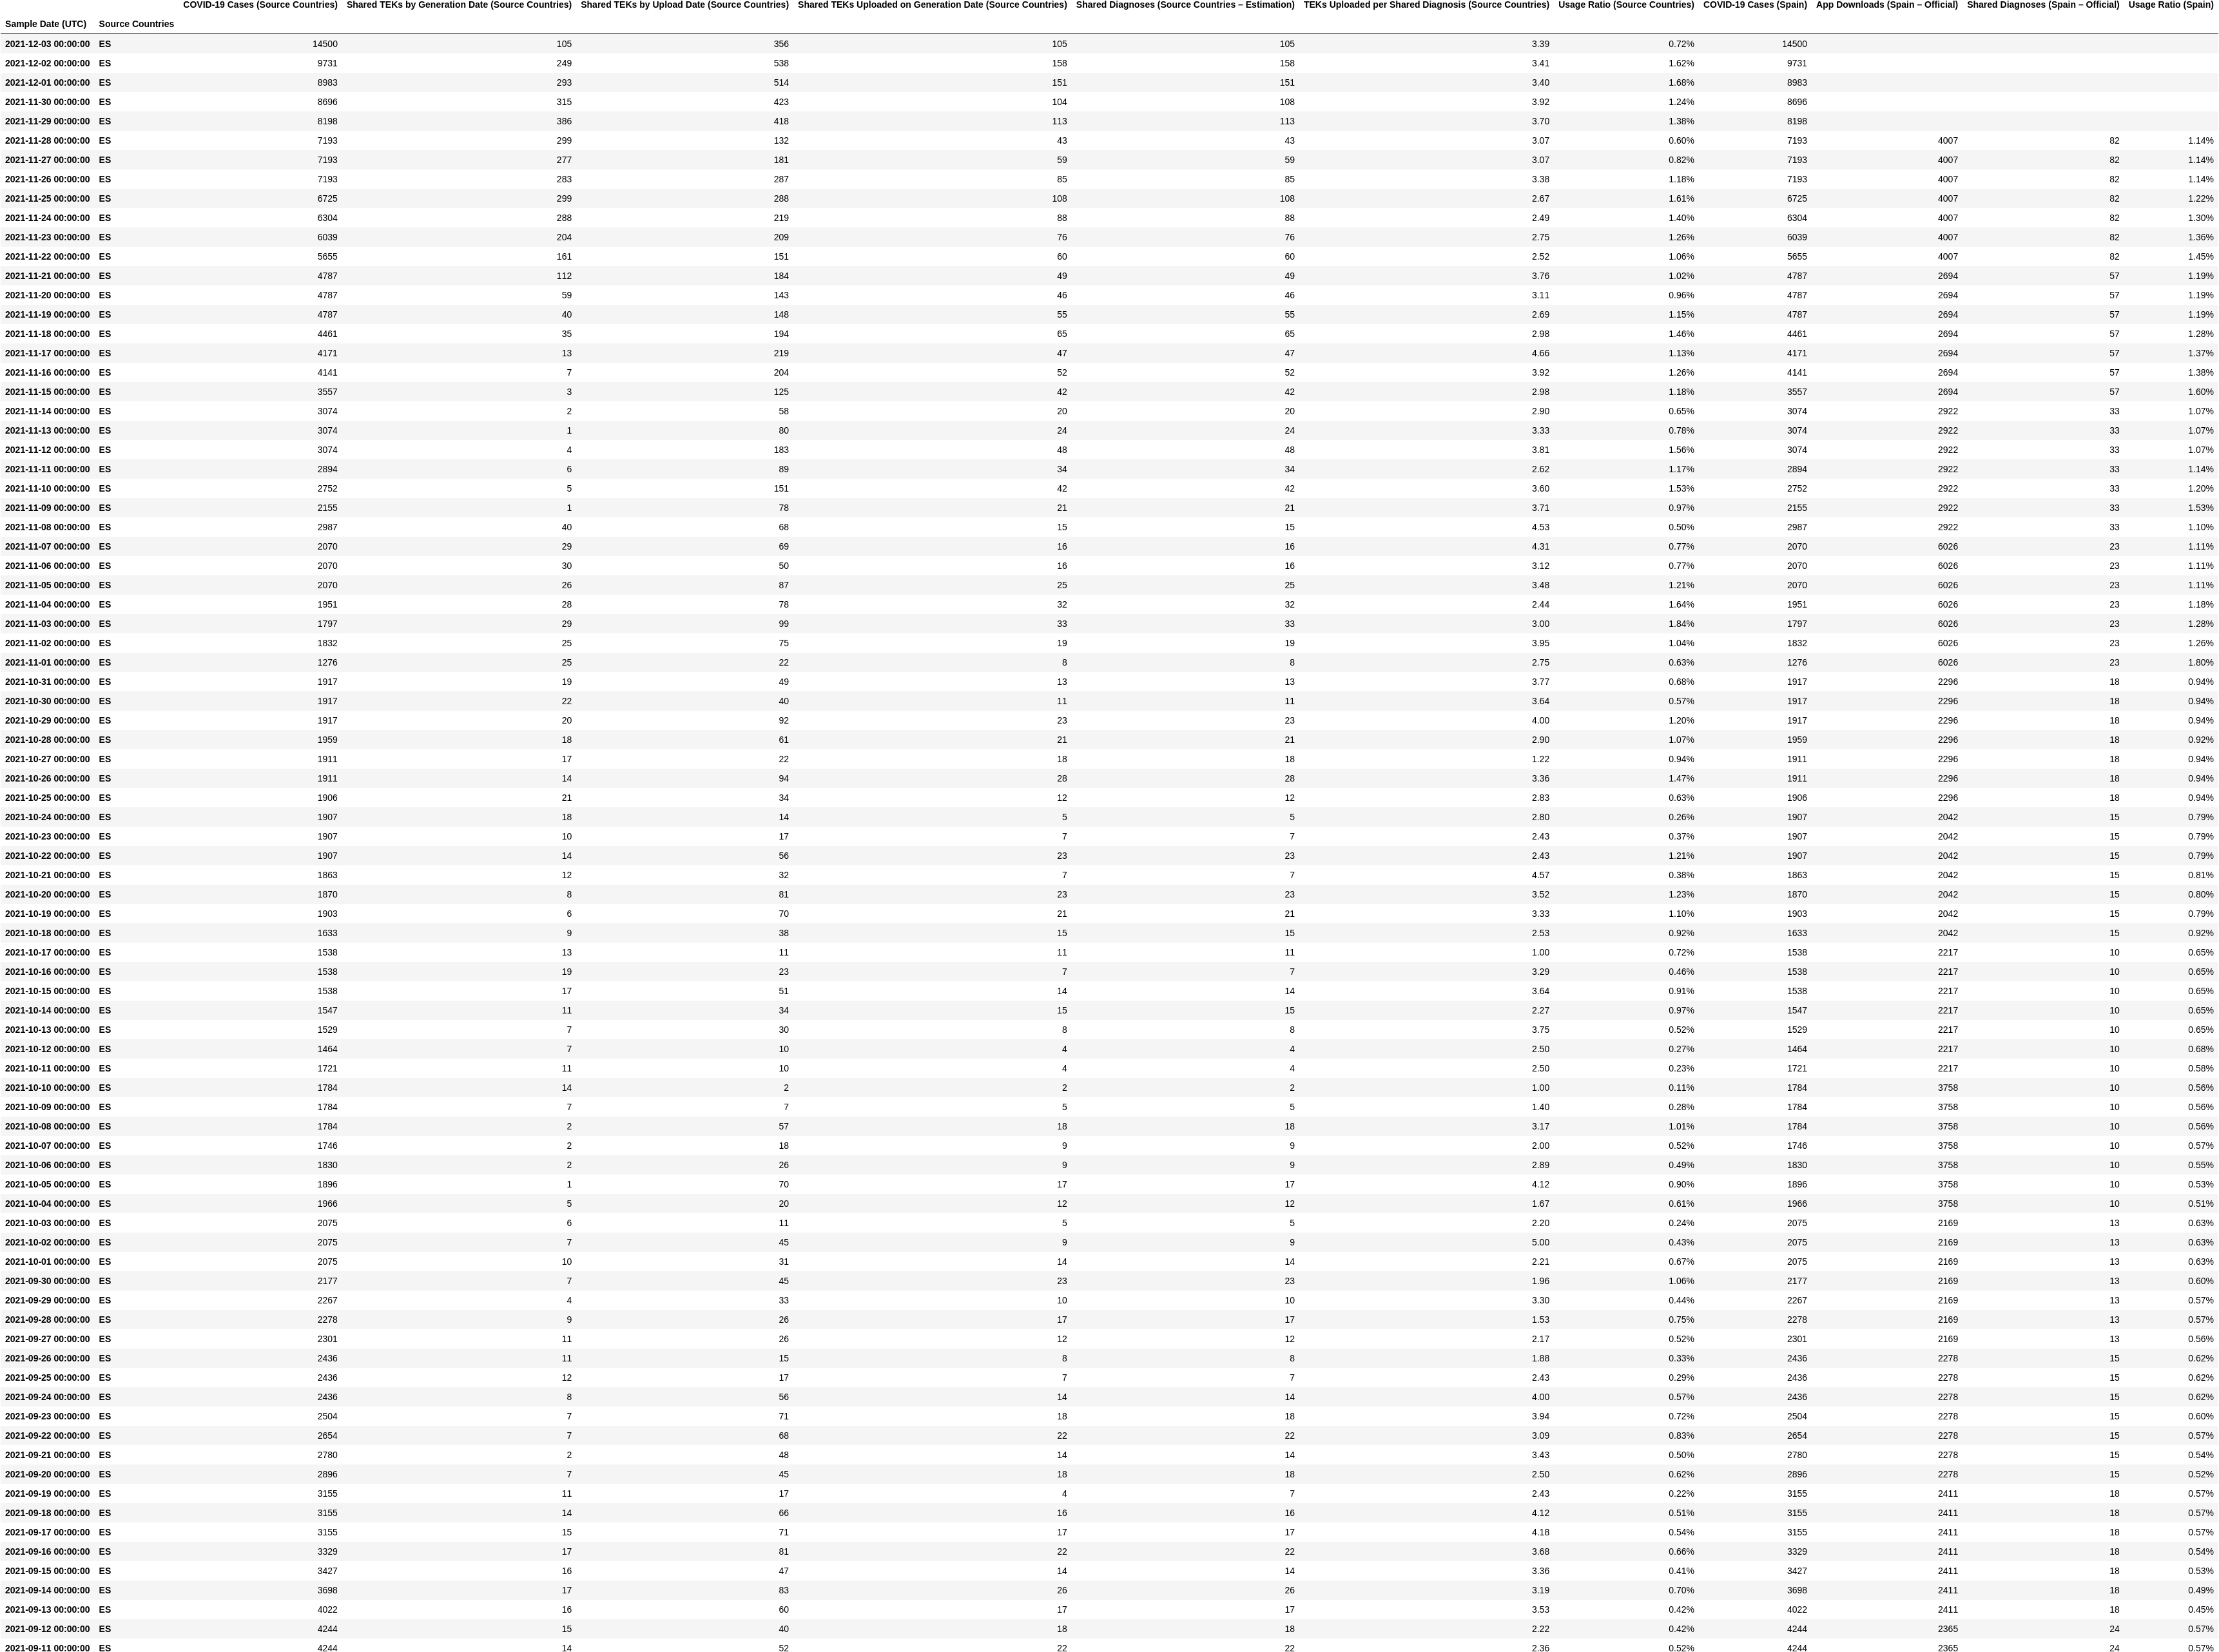 COVID-19 Cases (Source Countries) Shared TEKs by Generation Date (Source Countries) Shared TEKs by Upload Date (Source Countries) Shared TEKs Uploaded on Generation Date (Source Countries) Shared Diagnoses (Source Countries – Estimation) TEKs Uploaded per Shared Diagnosis (Source Countries) Usage Ratio (Source Countries) COVID-19 Cases (Spain) App Downloads (Spain – Official) Shared Diagnoses (Spain – Official) Usage Ratio (Spain)
Sample Date (UTC) Source Countries
2021-12-03 00:00:00 ES 14500 105 356 105 105 3.39 0.72% 14500
2021-12-02 00:00:00 ES 9731 249 538 158 158 3.41 1.62% 9731
2021-12-01 00:00:00 ES 8983 293 514 151 151 3.40 1.68% 8983
2021-11-30 00:00:00 ES 8696 315 423 104 108 3.92 1.24% 8696
2021-11-29 00:00:00 ES 8198 386 418 113 113 3.70 1.38% 8198
2021-11-28 00:00:00 ES 7193 299 132 43 43 3.07 0.60% 7193 4007 82 1.14%
2021-11-27 00:00:00 ES 7193 277 181 59 59 3.07 0.82% 7193 4007 82 1.14%
2021-11-26 00:00:00 ES 7193 283 287 85 85 3.38 1.18% 7193 4007 82 1.14%
2021-11-25 00:00:00 ES 6725 299 288 108 108 2.67 1.61% 6725 4007 82 1.22%
2021-11-24 00:00:00 ES 6304 288 219 88 88 2.49 1.40% 6304 4007 82 1.30%
2021-11-23 00:00:00 ES 6039 204 209 76 76 2.75 1.26% 6039 4007 82 1.36%
2021-11-22 00:00:00 ES 5655 161 151 60 60 2.52 1.06% 5655 4007 82 1.45%
2021-11-21 00:00:00 ES 4787 112 184 49 49 3.76 1.02% 4787 2694 57 1.19%
2021-11-20 00:00:00 ES 4787 59 143 46 46 3.11 0.96% 4787 2694 57 1.19%
2021-11-19 00:00:00 ES 4787 40 148 55 55 2.69 1.15% 4787 2694 57 1.19%
2021-11-18 00:00:00 ES 4461 35 194 65 65 2.98 1.46% 4461 2694 57 1.28%
2021-11-17 00:00:00 ES 4171 13 219 47 47 4.66 1.13% 4171 2694 57 1.37%
2021-11-16 00:00:00 ES 4141 7 204 52 52 3.92 1.26% 4141 2694 57 1.38%
2021-11-15 00:00:00 ES 3557 3 125 42 42 2.98 1.18% 3557 2694 57 1.60%
2021-11-14 00:00:00 ES 3074 2 58 20 20 2.90 0.65% 3074 2922 33 1.07%
2021-11-13 00:00:00 ES 3074 1 80 24 24 3.33 0.78% 3074 2922 33 1.07%
2021-11-12 00:00:00 ES 3074 4 183 48 48 3.81 1.56% 3074 2922 33 1.07%
2021-11-11 00:00:00 ES 2894 6 89 34 34 2.62 1.17% 2894 2922 33 1.14%
2021-11-10 00:00:00 ES 2752 5 151 42 42 3.60 1.53% 2752 2922 33 1.20%
2021-11-09 00:00:00 ES 2155 1 78 21 21 3.71 0.97% 2155 2922 33 1.53%
2021-11-08 00:00:00 ES 2987 40 68 15 15 4.53 0.50% 2987 2922 33 1.10%
2021-11-07 00:00:00 ES 2070 29 69 16 16 4.31 0.77% 2070 6026 23 1.11%
2021-11-06 00:00:00 ES 2070 30 50 16 16 3.12 0.77% 2070 6026 23 1.11%
2021-11-05 00:00:00 ES 2070 26 87 25 25 3.48 1.21% 2070 6026 23 1.11%
2021-11-04 00:00:00 ES 1951 28 78 32 32 2.44 1.64% 1951 6026 23 1.18%
2021-11-03 00:00:00 ES 1797 29 99 33 33 3.00 1.84% 1797 6026 23 1.28%
2021-11-02 00:00:00 ES 1832 25 75 19 19 3.95 1.04% 1832 6026 23 1.26%
2021-11-01 00:00:00 ES 1276 25 22 8 8 2.75 0.63% 1276 6026 23 1.80%
2021-10-31 00:00:00 ES 1917 19 49 13 13 3.77 0.68% 1917 2296 18 0.94%
2021-10-30 00:00:00 ES 1917 22 40 11 11 3.64 0.57% 1917 2296 18 0.94%
2021-10-29 00:00:00 ES 1917 20 92 23 23 4.00 1.20% 1917 2296 18 0.94%
2021-10-28 00:00:00 ES 1959 18 61 21 21 2.90 1.07% 1959 2296 18 0.92%
2021-10-27 00:00:00 ES 1911 17 22 18 18 1.22 0.94% 1911 2296 18 0.94%
2021-10-26 00:00:00 ES 1911 14 94 28 28 3.36 1.47% 1911 2296 18 0.94%
2021-10-25 00:00:00 ES 1906 21 34 12 12 2.83 0.63% 1906 2296 18 0.94%
2021-10-24 00:00:00 ES 1907 18 14 5 5 2.80 0.26% 1907 2042 15 0.79%
2021-10-23 00:00:00 ES 1907 10 17 7 7 2.43 0.37% 1907 2042 15 0.79%
2021-10-22 00:00:00 ES 1907 14 56 23 23 2.43 1.21% 1907 2042 15 0.79%
2021-10-21 00:00:00 ES 1863 12 32 7 7 4.57 0.38% 1863 2042 15 0.81%
2021-10-20 00:00:00 ES 1870 8 81 23 23 3.52 1.23% 1870 2042 15 0.80%
2021-10-19 00:00:00 ES 1903 6 70 21 21 3.33 1.10% 1903 2042 15 0.79%
2021-10-18 00:00:00 ES 1633 9 38 15 15 2.53 0.92% 1633 2042 15 0.92%
2021-10-17 00:00:00 ES 1538 13 11 11 11 1.00 0.72% 1538 2217 10 0.65%
2021-10-16 00:00:00 ES 1538 19 23 7 7 3.29 0.46% 1538 2217 10 0.65%
2021-10-15 00:00:00 ES 1538 17 51 14 14 3.64 0.91% 1538 2217 10 0.65%
2021-10-14 00:00:00 ES 1547 11 34 15 15 2.27 0.97% 1547 2217 10 0.65%
2021-10-13 00:00:00 ES 1529 7 30 8 8 3.75 0.52% 1529 2217 10 0.65%
2021-10-12 00:00:00 ES 1464 7 10 4 4 2.50 0.27% 1464 2217 10 0.68%
2021-10-11 00:00:00 ES 1721 11 10 4 4 2.50 0.23% 1721 2217 10 0.58%
2021-10-10 00:00:00 ES 1784 14 2 2 2 1.00 0.11% 1784 3758 10 0.56%
2021-10-09 00:00:00 ES 1784 7 7 5 5 1.40 0.28% 1784 3758 10 0.56%
2021-10-08 00:00:00 ES 1784 2 57 18 18 3.17 1.01% 1784 3758 10 0.56%
2021-10-07 00:00:00 ES 1746 2 18 9 9 2.00 0.52% 1746 3758 10 0.57%
2021-10-06 00:00:00 ES 1830 2 26 9 9 2.89 0.49% 1830 3758 10 0.55%
2021-10-05 00:00:00 ES 1896 1 70 17 17 4.12 0.90% 1896 3758 10 0.53%
2021-10-04 00:00:00 ES 1966 5 20 12 12 1.67 0.61% 1966 3758 10 0.51%
2021-10-03 00:00:00 ES 2075 6 11 5 5 2.20 0.24% 2075 2169 13 0.63%
2021-10-02 00:00:00 ES 2075 7 45 9 9 5.00 0.43% 2075 2169 13 0.63%
2021-10-01 00:00:00 ES 2075 10 31 14 14 2.21 0.67% 2075 2169 13 0.63%
2021-09-30 00:00:00 ES 2177 7 45 23 23 1.96 1.06% 2177 2169 13 0.60%
2021-09-29 00:00:00 ES 2267 4 33 10 10 3.30 0.44% 2267 2169 13 0.57%
2021-09-28 00:00:00 ES 2278 9 26 17 17 1.53 0.75% 2278 2169 13 0.57%
2021-09-27 00:00:00 ES 2301 11 26 12 12 2.17 0.52% 2301 2169 13 0.56%
2021-09-26 00:00:00 ES 2436 11 15 8 8 1.88 0.33% 2436 2278 15 0.62%
2021-09-25 00:00:00 ES 2436 12 17 7 7 2.43 0.29% 2436 2278 15 0.62%
2021-09-24 00:00:00 ES 2436 8 56 14 14 4.00 0.57% 2436 2278 15 0.62%
2021-09-23 00:00:00 ES 2504 7 71 18 18 3.94 0.72% 2504 2278 15 0.60%
2021-09-22 00:00:00 ES 2654 7 68 22 22 3.09 0.83% 2654 2278 15 0.57%
2021-09-21 00:00:00 ES 2780 2 48 14 14 3.43 0.50% 2780 2278 15 0.54%
2021-09-20 00:00:00 ES 2896 7 45 18 18 2.50 0.62% 2896 2278 15 0.52%
2021-09-19 00:00:00 ES 3155 11 17 4 7 2.43 0.22% 3155 2411 18 0.57%
2021-09-18 00:00:00 ES 3155 14 66 16 16 4.12 0.51% 3155 2411 18 0.57%
2021-09-17 00:00:00 ES 3155 15 71 17 17 4.18 0.54% 3155 2411 18 0.57%
2021-09-16 00:00:00 ES 3329 17 81 22 22 3.68 0.66% 3329 2411 18 0.54%
2021-09-15 00:00:00 ES 3427 16 47 14 14 3.36 0.41% 3427 2411 18 0.53%
2021-09-14 00:00:00 ES 3698 17 83 26 26 3.19 0.70% 3698 2411 18 0.49%
2021-09-13 00:00:00 ES 4022 16 60 17 17 3.53 0.42% 4022 2411 18 0.45%
2021-09-12 00:00:00 ES 4244 15 40 18 18 2.22 0.42% 4244 2365 24 0.57%
2021-09-11 00:00:00 ES 4244 14 52 22 22 2.36 0.52% 4244 2365 24 0.57%